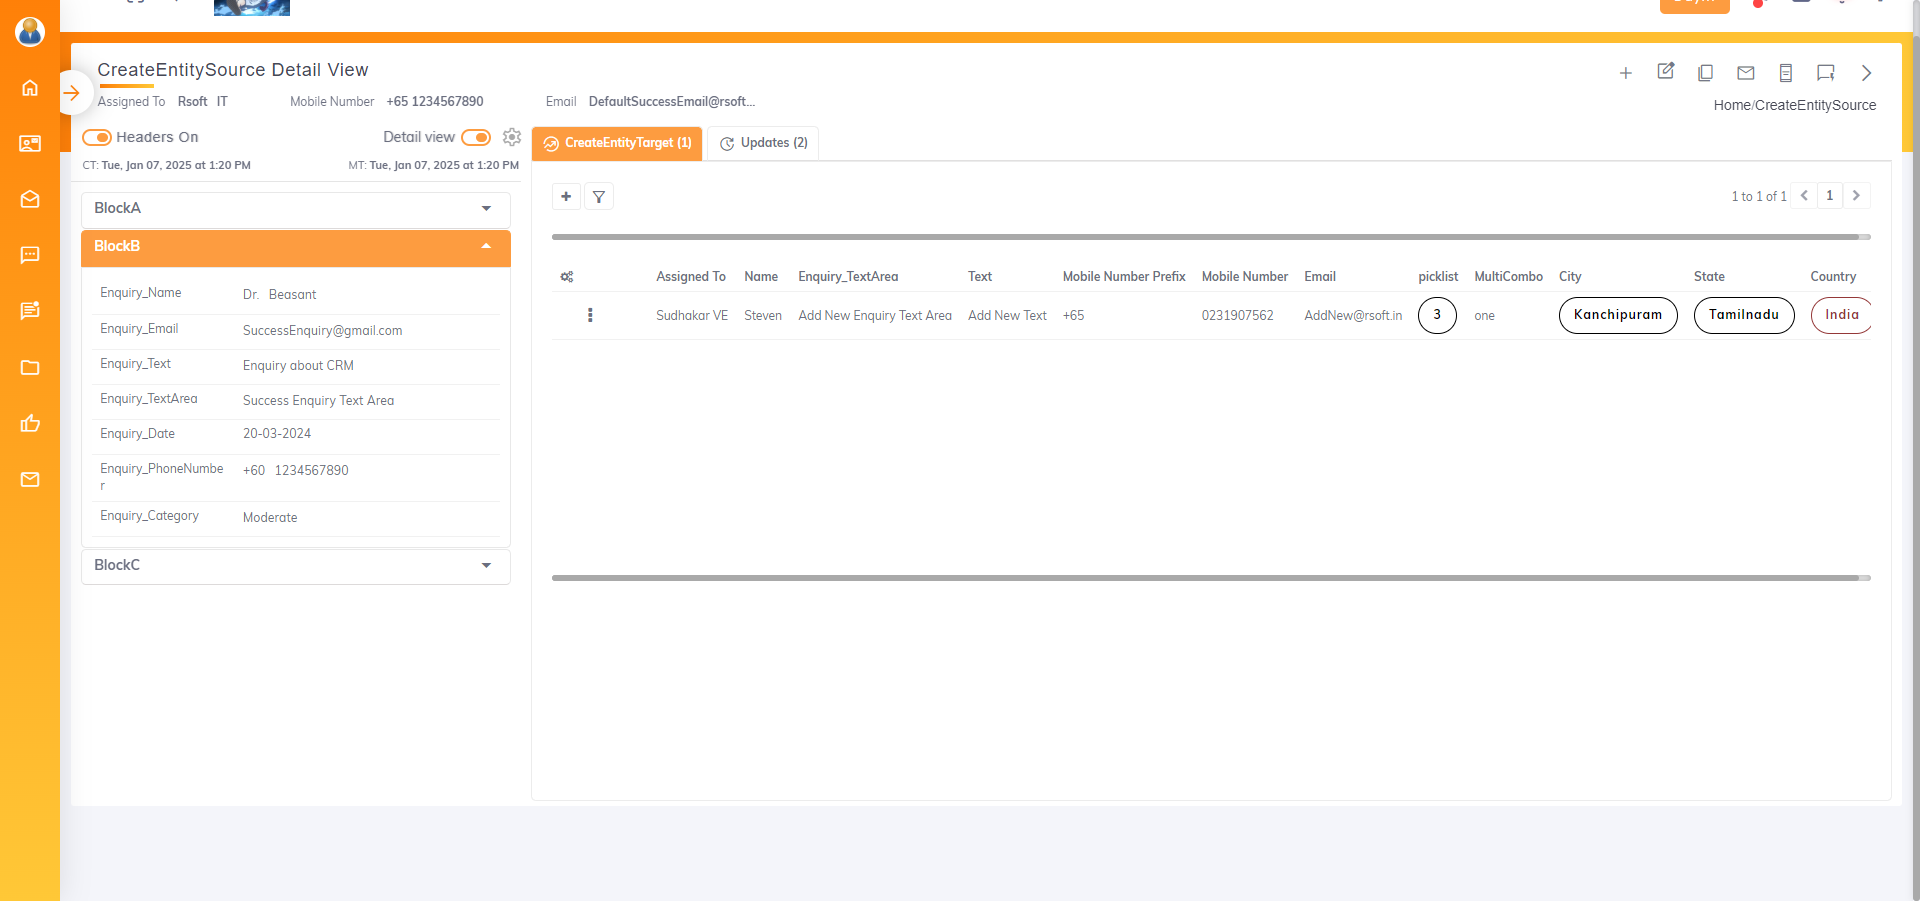 CreateEntitySource Detail View
Assigned To Rsoft IT Mobile Number +65 1234567890 Email DefaultSuccessEmail@rsoft...
Home/CreateEntitySource
Headers On Detail view
CT: Tue, Jan 07, 2025 at 1:20 PM MT: Tue, Jan 07, 2025 at 1:20 PM
BlockA
BlockB
Enquiry_Name Dr. Beasant
Enquiry_Email SuccessEnquiry@gmail.com
Enquiry_Text Enquiry about CRM
Enquiry_TextArea Success Enquiry Text Area
Enquiry_Date 20-03-2024
Enquiry_PhoneNumbe
r +60 1234567890
Enquiry_Category Moderate
BlockC
CreateEntityTarget (1) Updates (2)
1 to 1 of 1 1
Assigned To Name Enquiry_TextArea Text Mobile Number Prefix Mobile Number Email picklist MultiCombo City State Country
Sudhakar VE Steven Add New Enquiry Text Area Add New Text +65 0231907562 AddNew@rsoft.in 3 one Kanchipuram Tamilnadu India